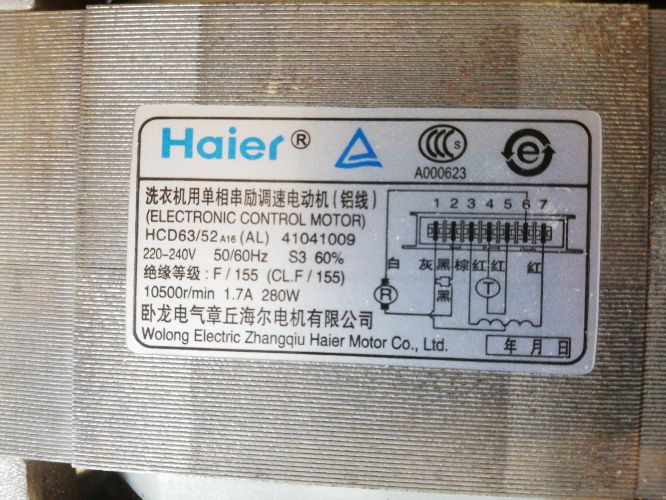 Haier®
CCC S
A000623
e
洗衣机用单相串励调速电动机(铝线)
(ELECTRONIC CONTROL MOTOR)
HCD63/52 A16 (AL) 41041009
220-240V 50/60Hz S3 60%
绝缘等级:F/155 (CL.F/155)
10500r/min 1.7A 280W
卧龙电气章丘海尔电机有限公司
Wolong Electric Zhangqiu Haier Motor Co., Ltd.
1 2 3 4 5 6 7
白 灰 黑 棕 红 红 红
R 黑 T
年 月 日